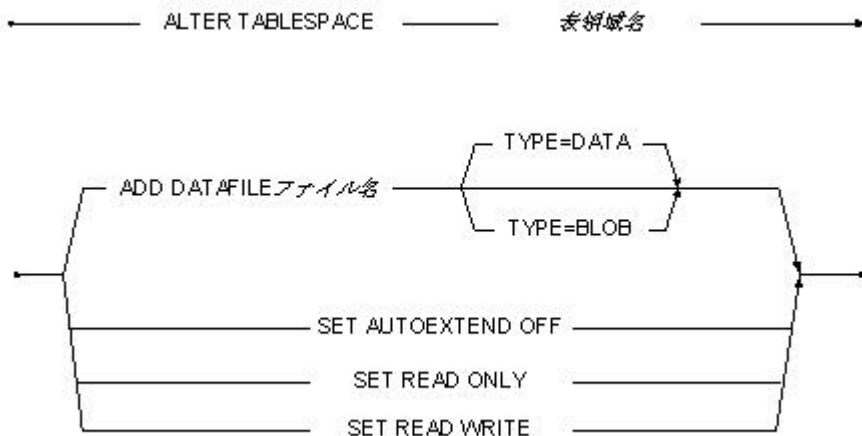 ALTER TABLESPACE 表領域名
TYPE=DATA
ADD DATAFILEファイル名
TYPE=BLOB
SET AUTOEXTEND OFF
SET READ ONLY
SET READ WRITE